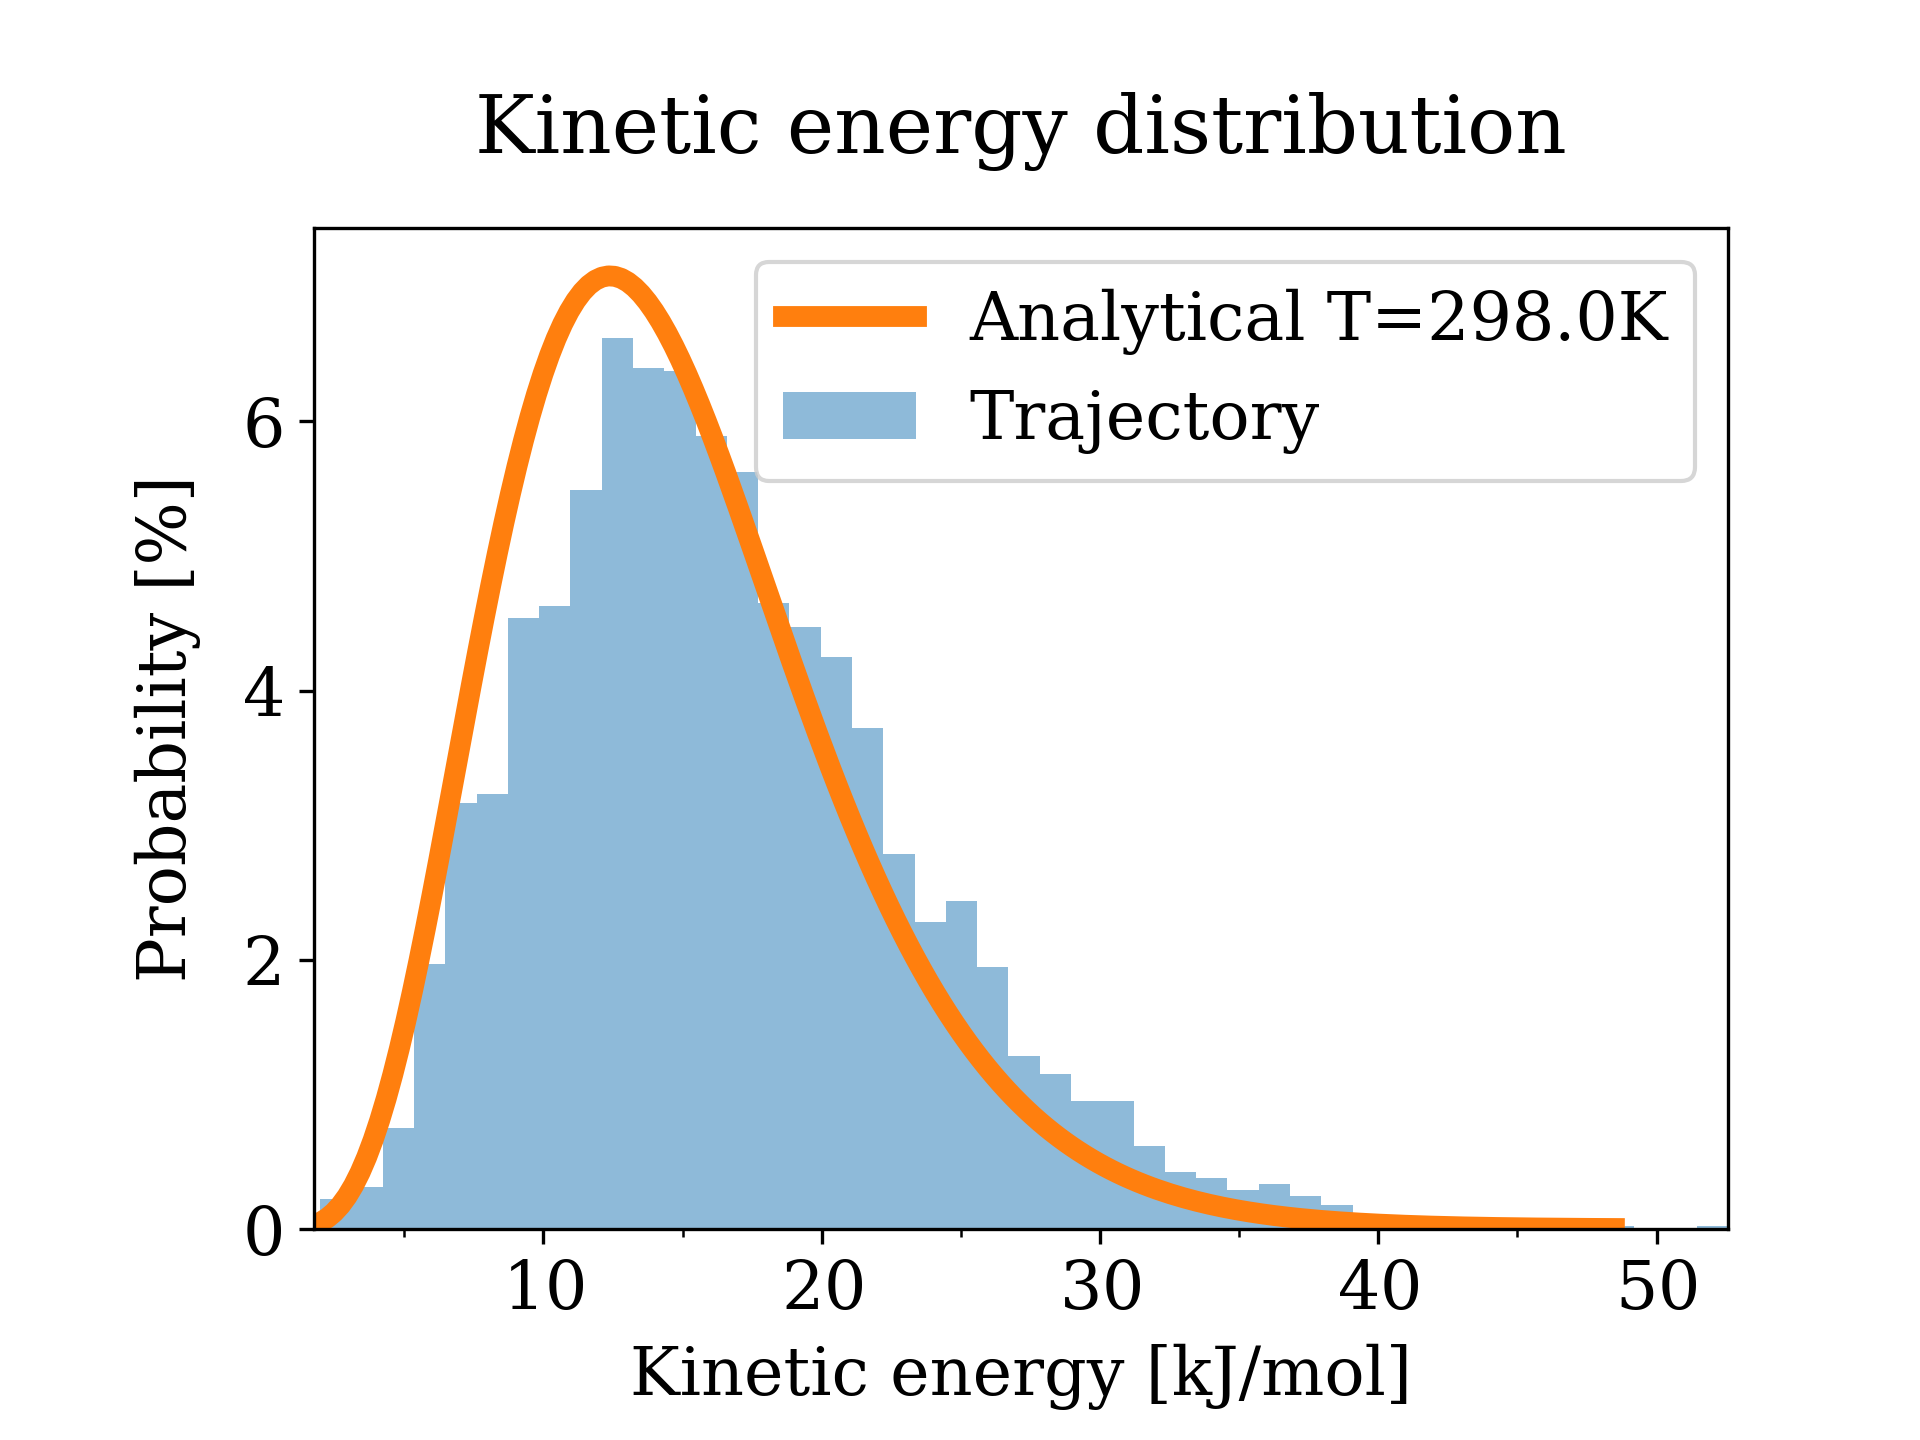 Kinetic energy distribution
Analytical T=298.0K
Trajectory
Probability [%]
6
4
2
0
10 20 30 40 50
Kinetic energy [kJ/mol]